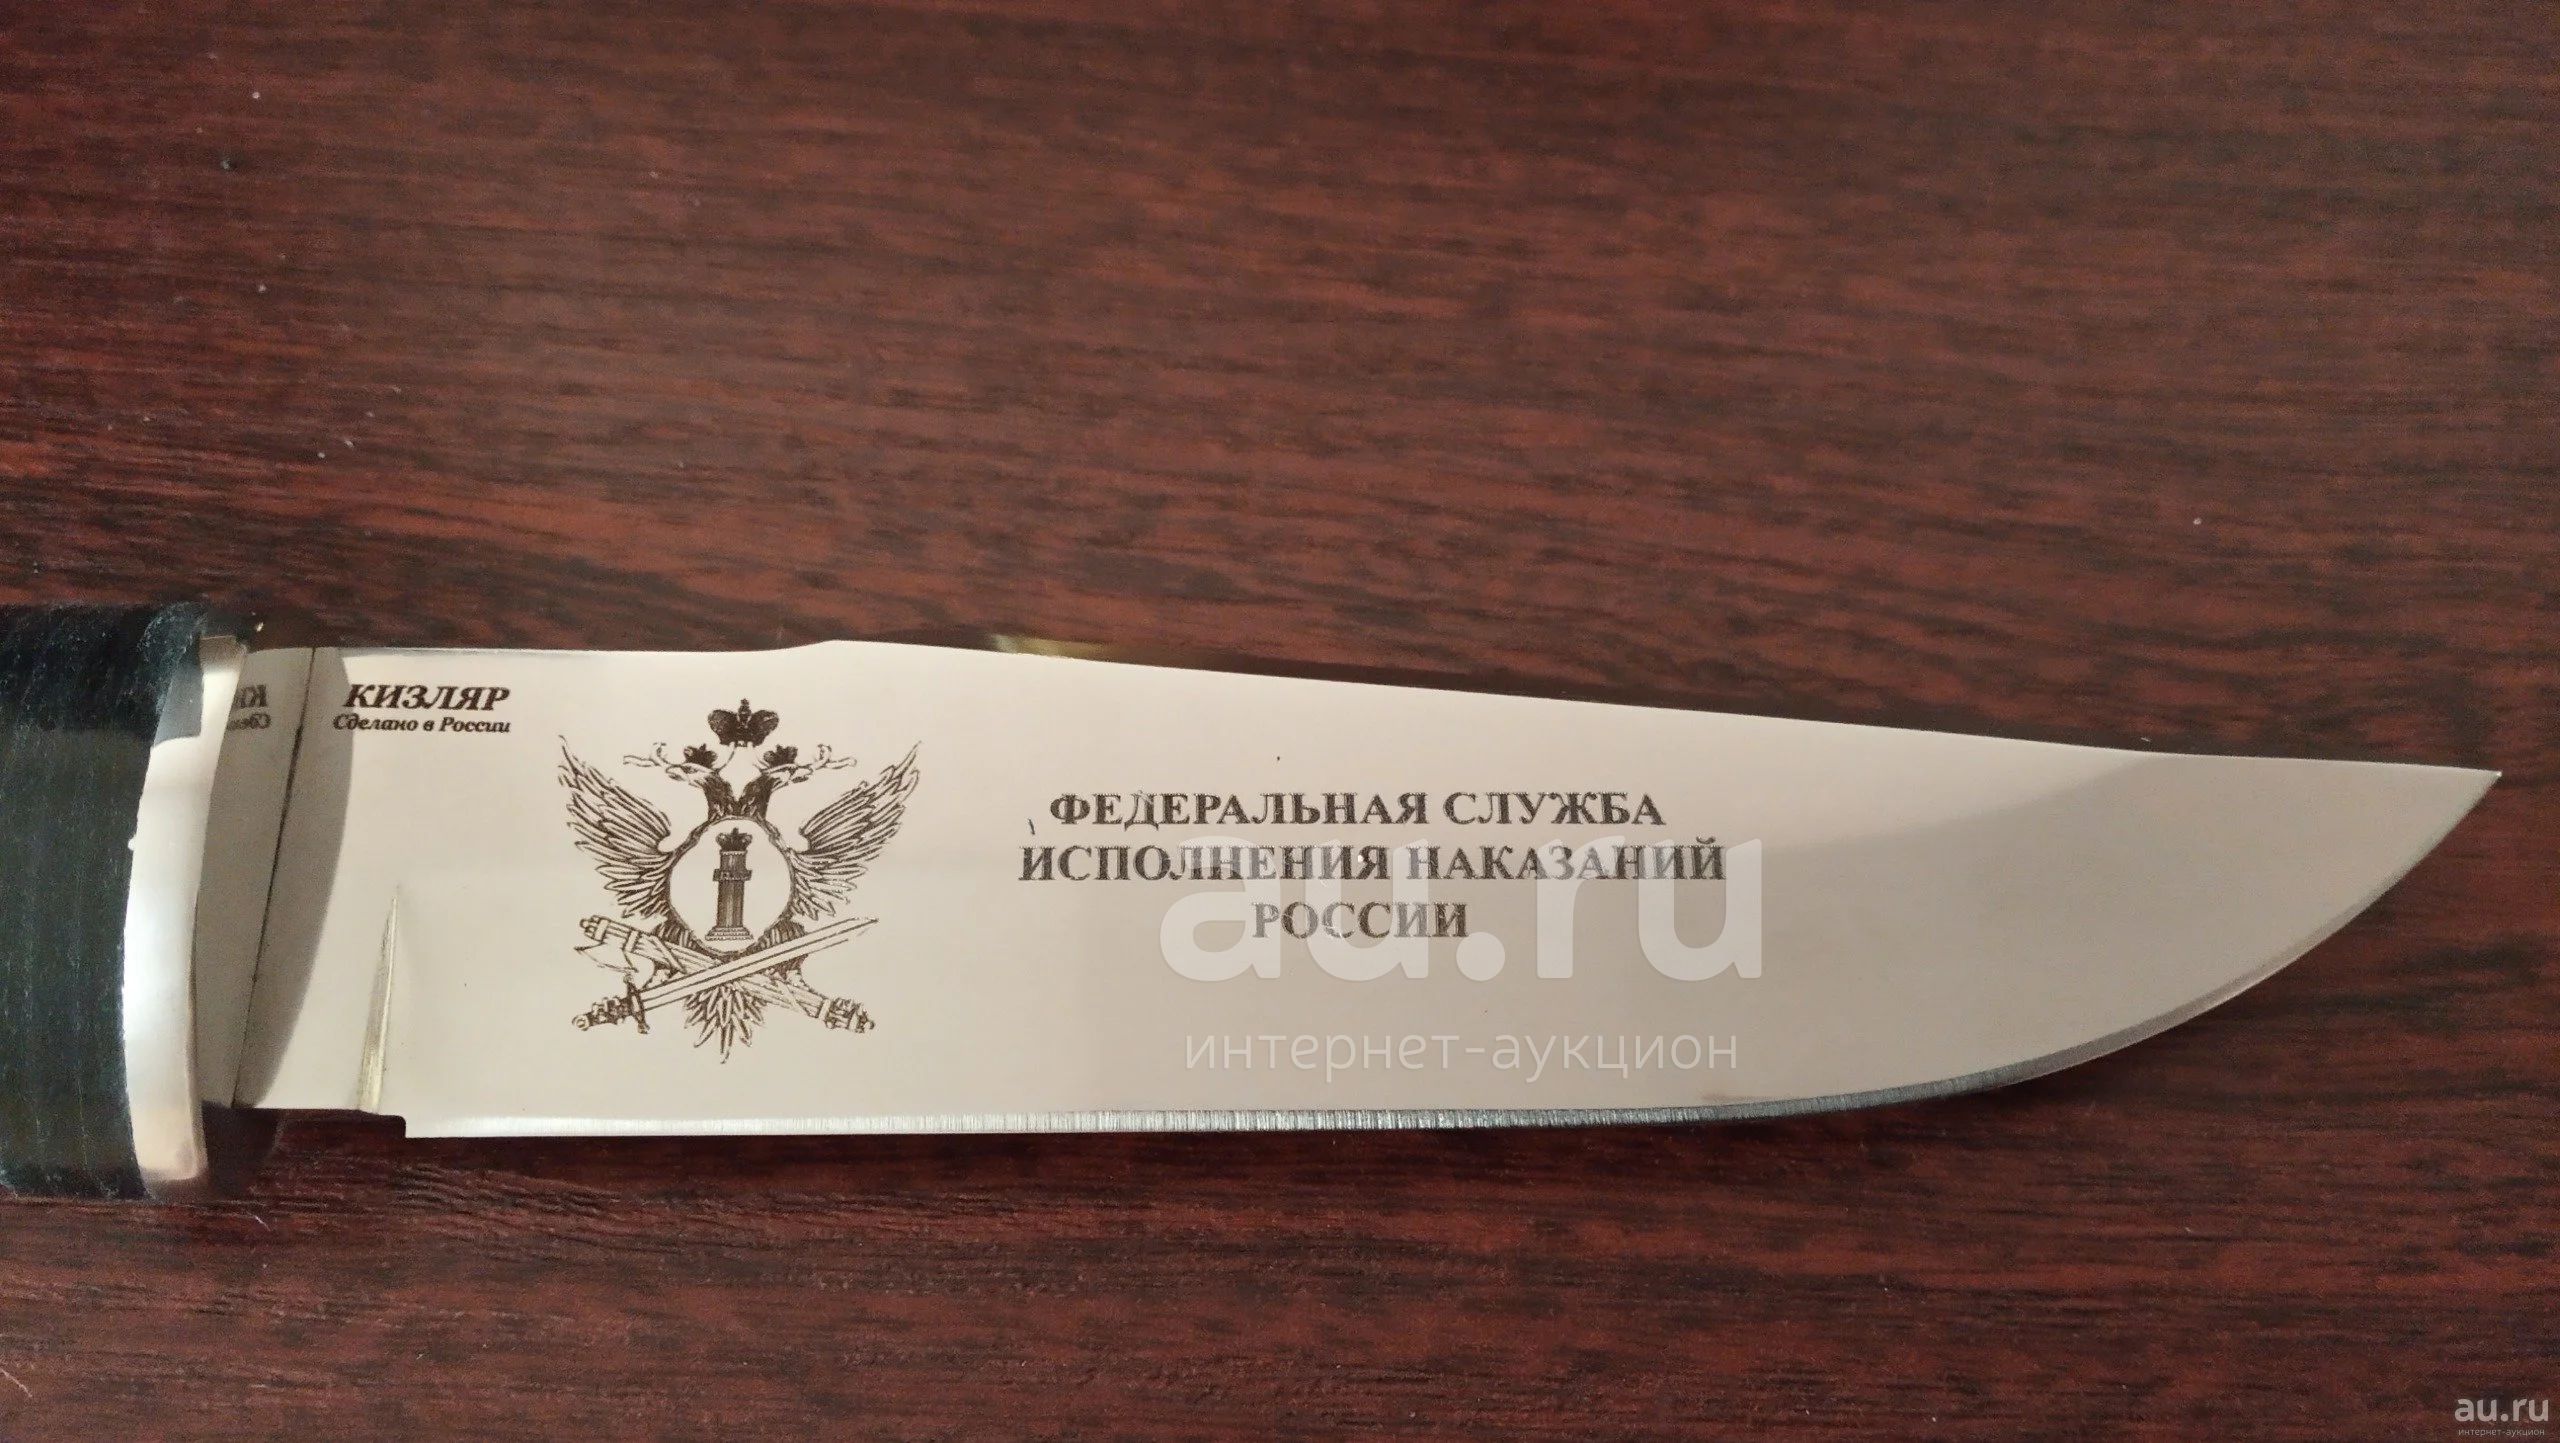 КИЗЛЯР
Сделано в России
ФЕДЕРАЛЬНАЯ СЛУЖБА
ИСПОЛНЕНИЯ НАКАЗАНИЙ
РОССИИ
au.ru
интернет-аукцион
au.ru
интернет-аукцион